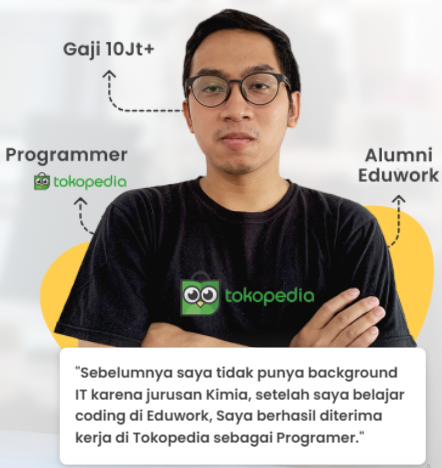 Gaji 10Jt+
Programmer
tokopedia
Alumni
Eduwork
tokopedia
"Sebelumnya saya tidak punya background
IT karena jurusan Kimia, setelah saya belajar
coding di Eduwork, Saya berhasil diterima
kerja di Tokopedia sebagai Programer."